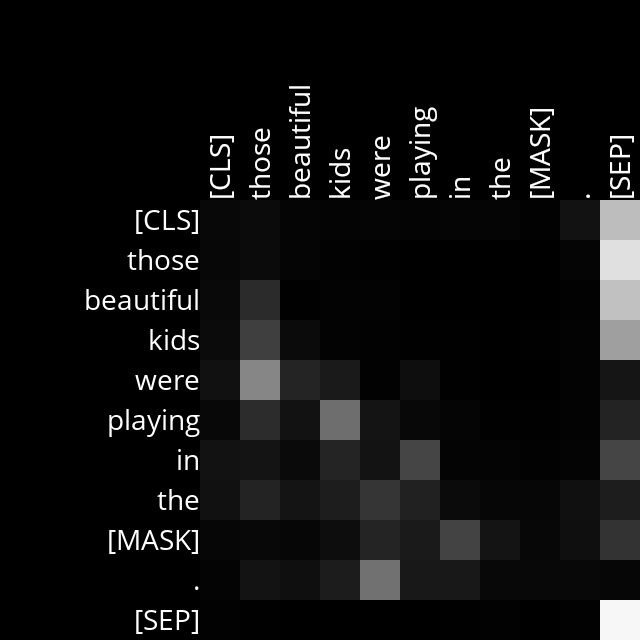 [CLS] those beautiful kids were playing in the [MASK] . [SEP]
[CLS]
those
beautiful
kids
were
playing
in
the
[MASK]
.
[SEP]